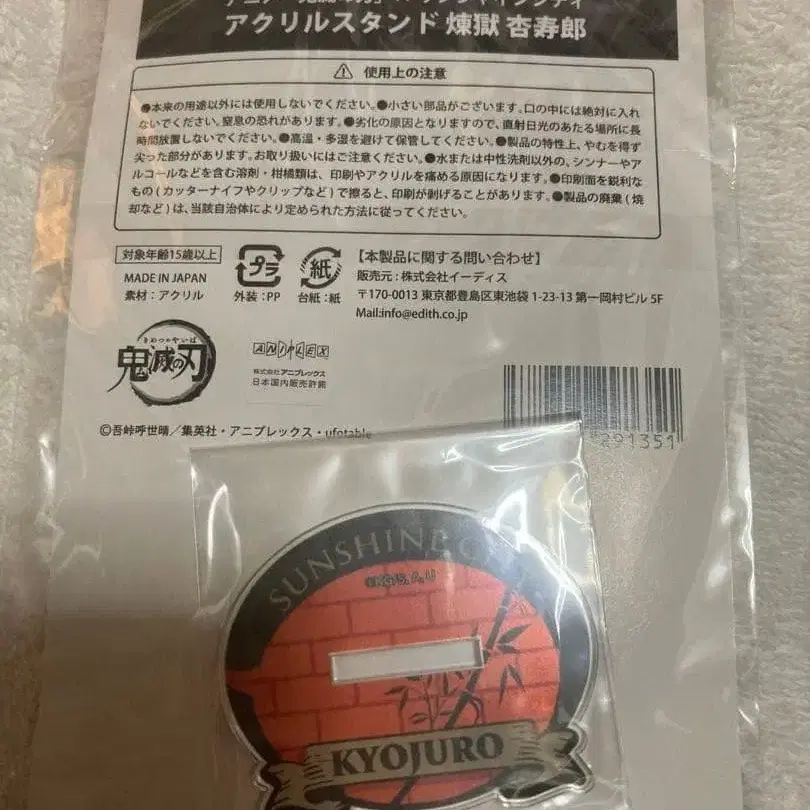 アクリルスタンド 煉獄 杏寿郎
使用上の注意
●本来の用途以外には使用しないでください。●小さい部品がございます。口の中には絶対に入れ
ないでください。窒息の恐れがあります。●劣化の原因となりますので、直射日光のあたる場所に長
時間放置しないでください。●高温・多湿を避けて保管してください。●製品の特性上、やむを得ず
尖った部分があります。お取り扱いにはご注意ください。●水または中性洗剤以外の、シンナーやア
ルコールなどを含む溶剤・柑橘類は、印刷やアクリルを痛める原因になります。●印刷面を鋭利な
もの(カッターナイフやクリップなど)で擦ると、印刷が剥げることがあります。●製品の廃棄(焼
却など)は、当該自治体により定められた方法に従ってください。
対象年齢15歳以上
MADE IN JAPAN
素材:アクリル
プラ
外装:PP
紙
台紙:紙
【本製品に関する問い合わせ】
販売元:株式会社イーディス
〒170-0013 東京都豊島区東池袋 1-23-13 第一岡村ビル 5F
Mail:info@edith.co.jp
きめつのやいば
鬼滅の刃
ANIPLEX
株式会社アニプレックス
日本国内販売許諾
©吾峠呼世晴/集英社・アニプレックス・ufotable
291351
SUNSHINE
©KG/S, A, U
KYOJURO